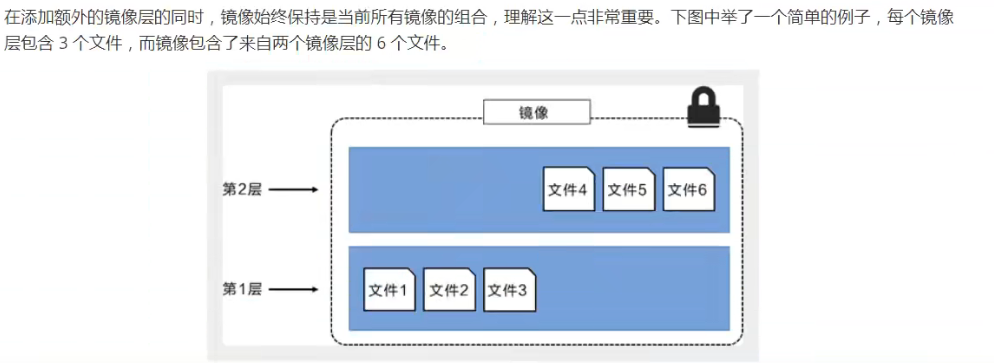 在添加额外的镜像层的同时，镜像始终保持是当前所有镜像的组合，理解这一点非常重要。下图中举了一个简单的例子，每个镜像
层包含 3 个文件，而镜像包含了来自两个镜像层的 6 个文件。
镜像
第2层
文件4 文件5 文件6
第1层
文件1 文件2 文件3